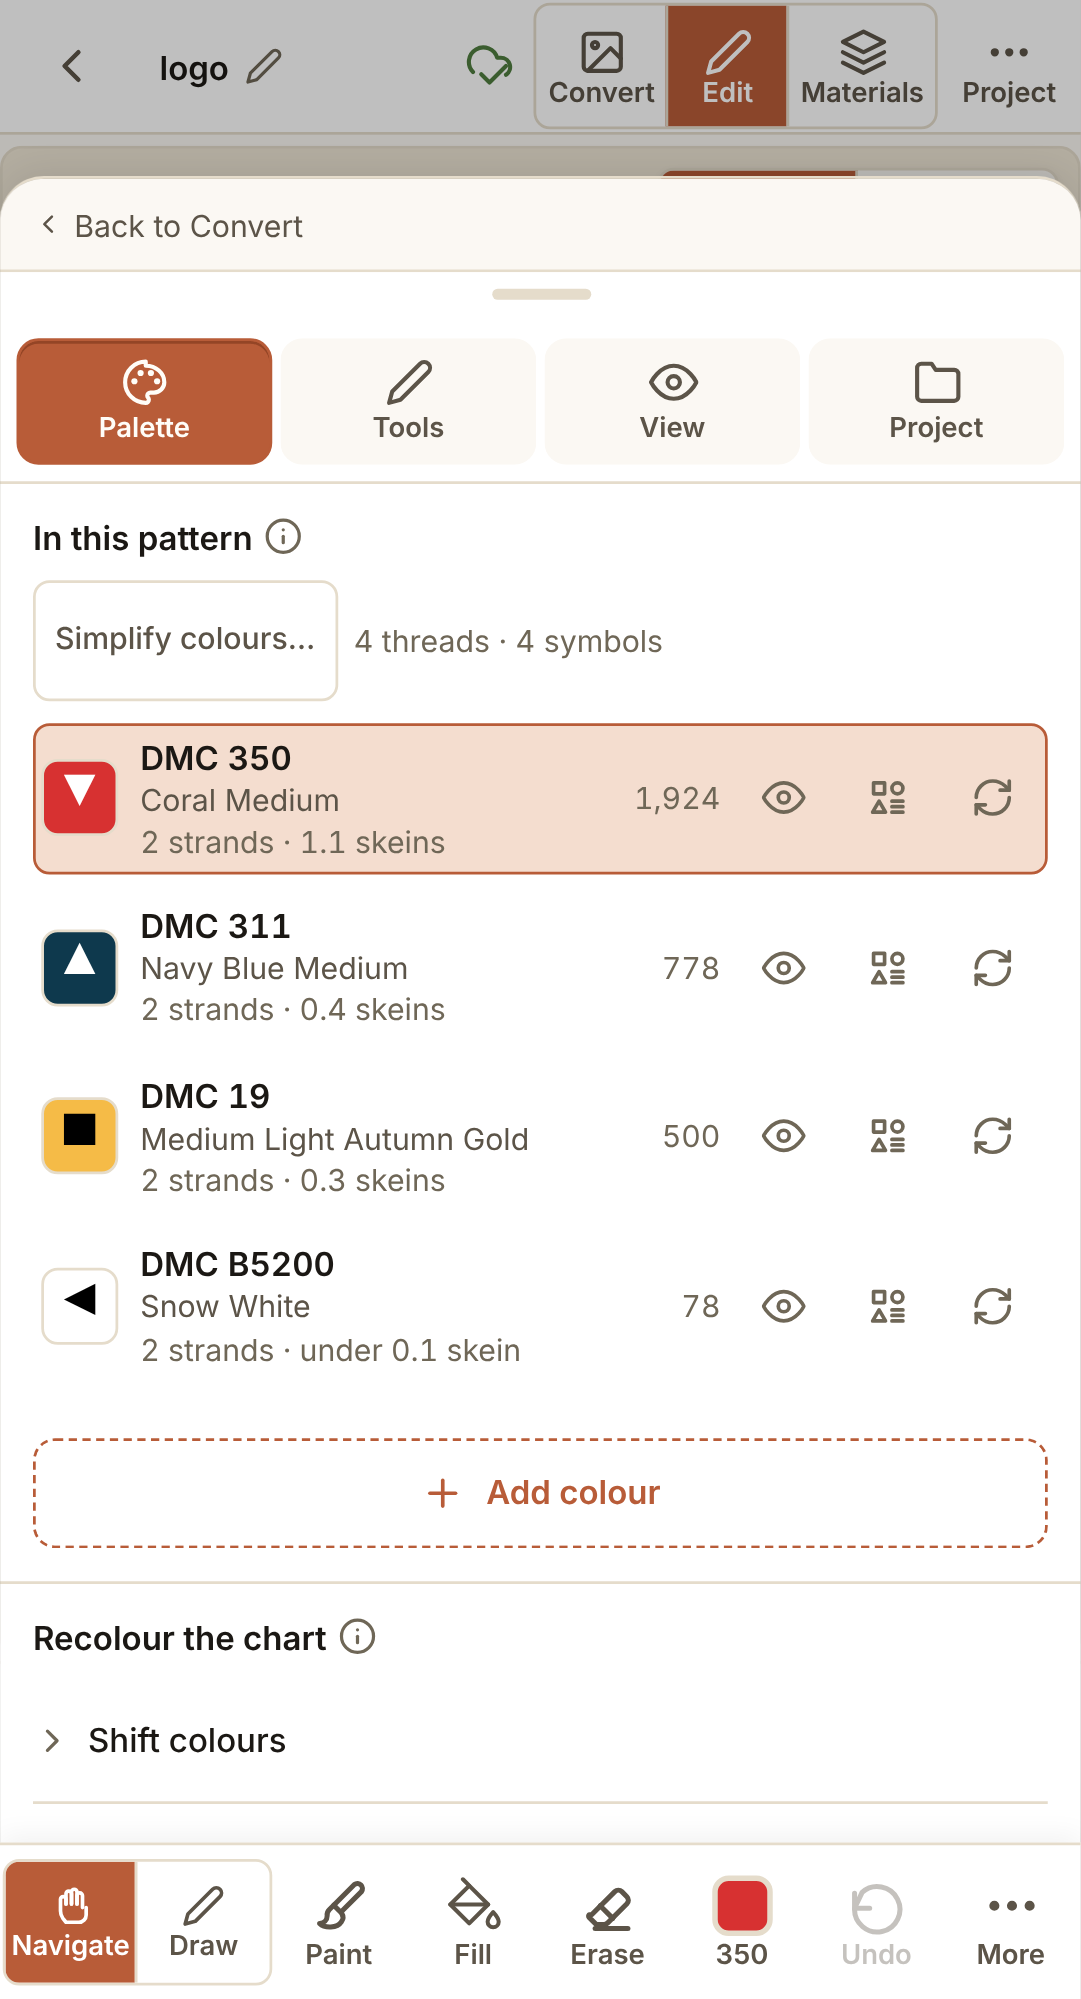 logo
Convert
Edit
Materials
Project
Back to Convert
Palette
Tools
View
Project
In this pattern
Simplify colours...
4 threads · 4 symbols
DMC 350
Coral Medium
2 strands · 1.1 skeins
1,924
DMC 311
Navy Blue Medium
2 strands · 0.4 skeins
778
DMC 19
Medium Light Autumn Gold
2 strands · 0.3 skeins
500
DMC B5200
Snow White
2 strands · under 0.1 skein
78
Add colour
Recolour the chart
Shift colours
Navigate
Draw
Paint
Fill
Erase
350
Undo
More